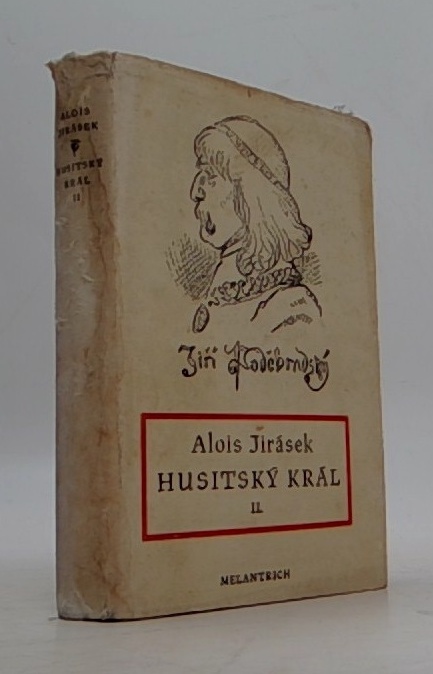 ALOIS
JIRÁSEK
HUSITSKÝ
KRÁL
II
Jiří Poděbradský
Alois Jirásek
HUSITSKÝ KRÁL
II.
MELANTRICH